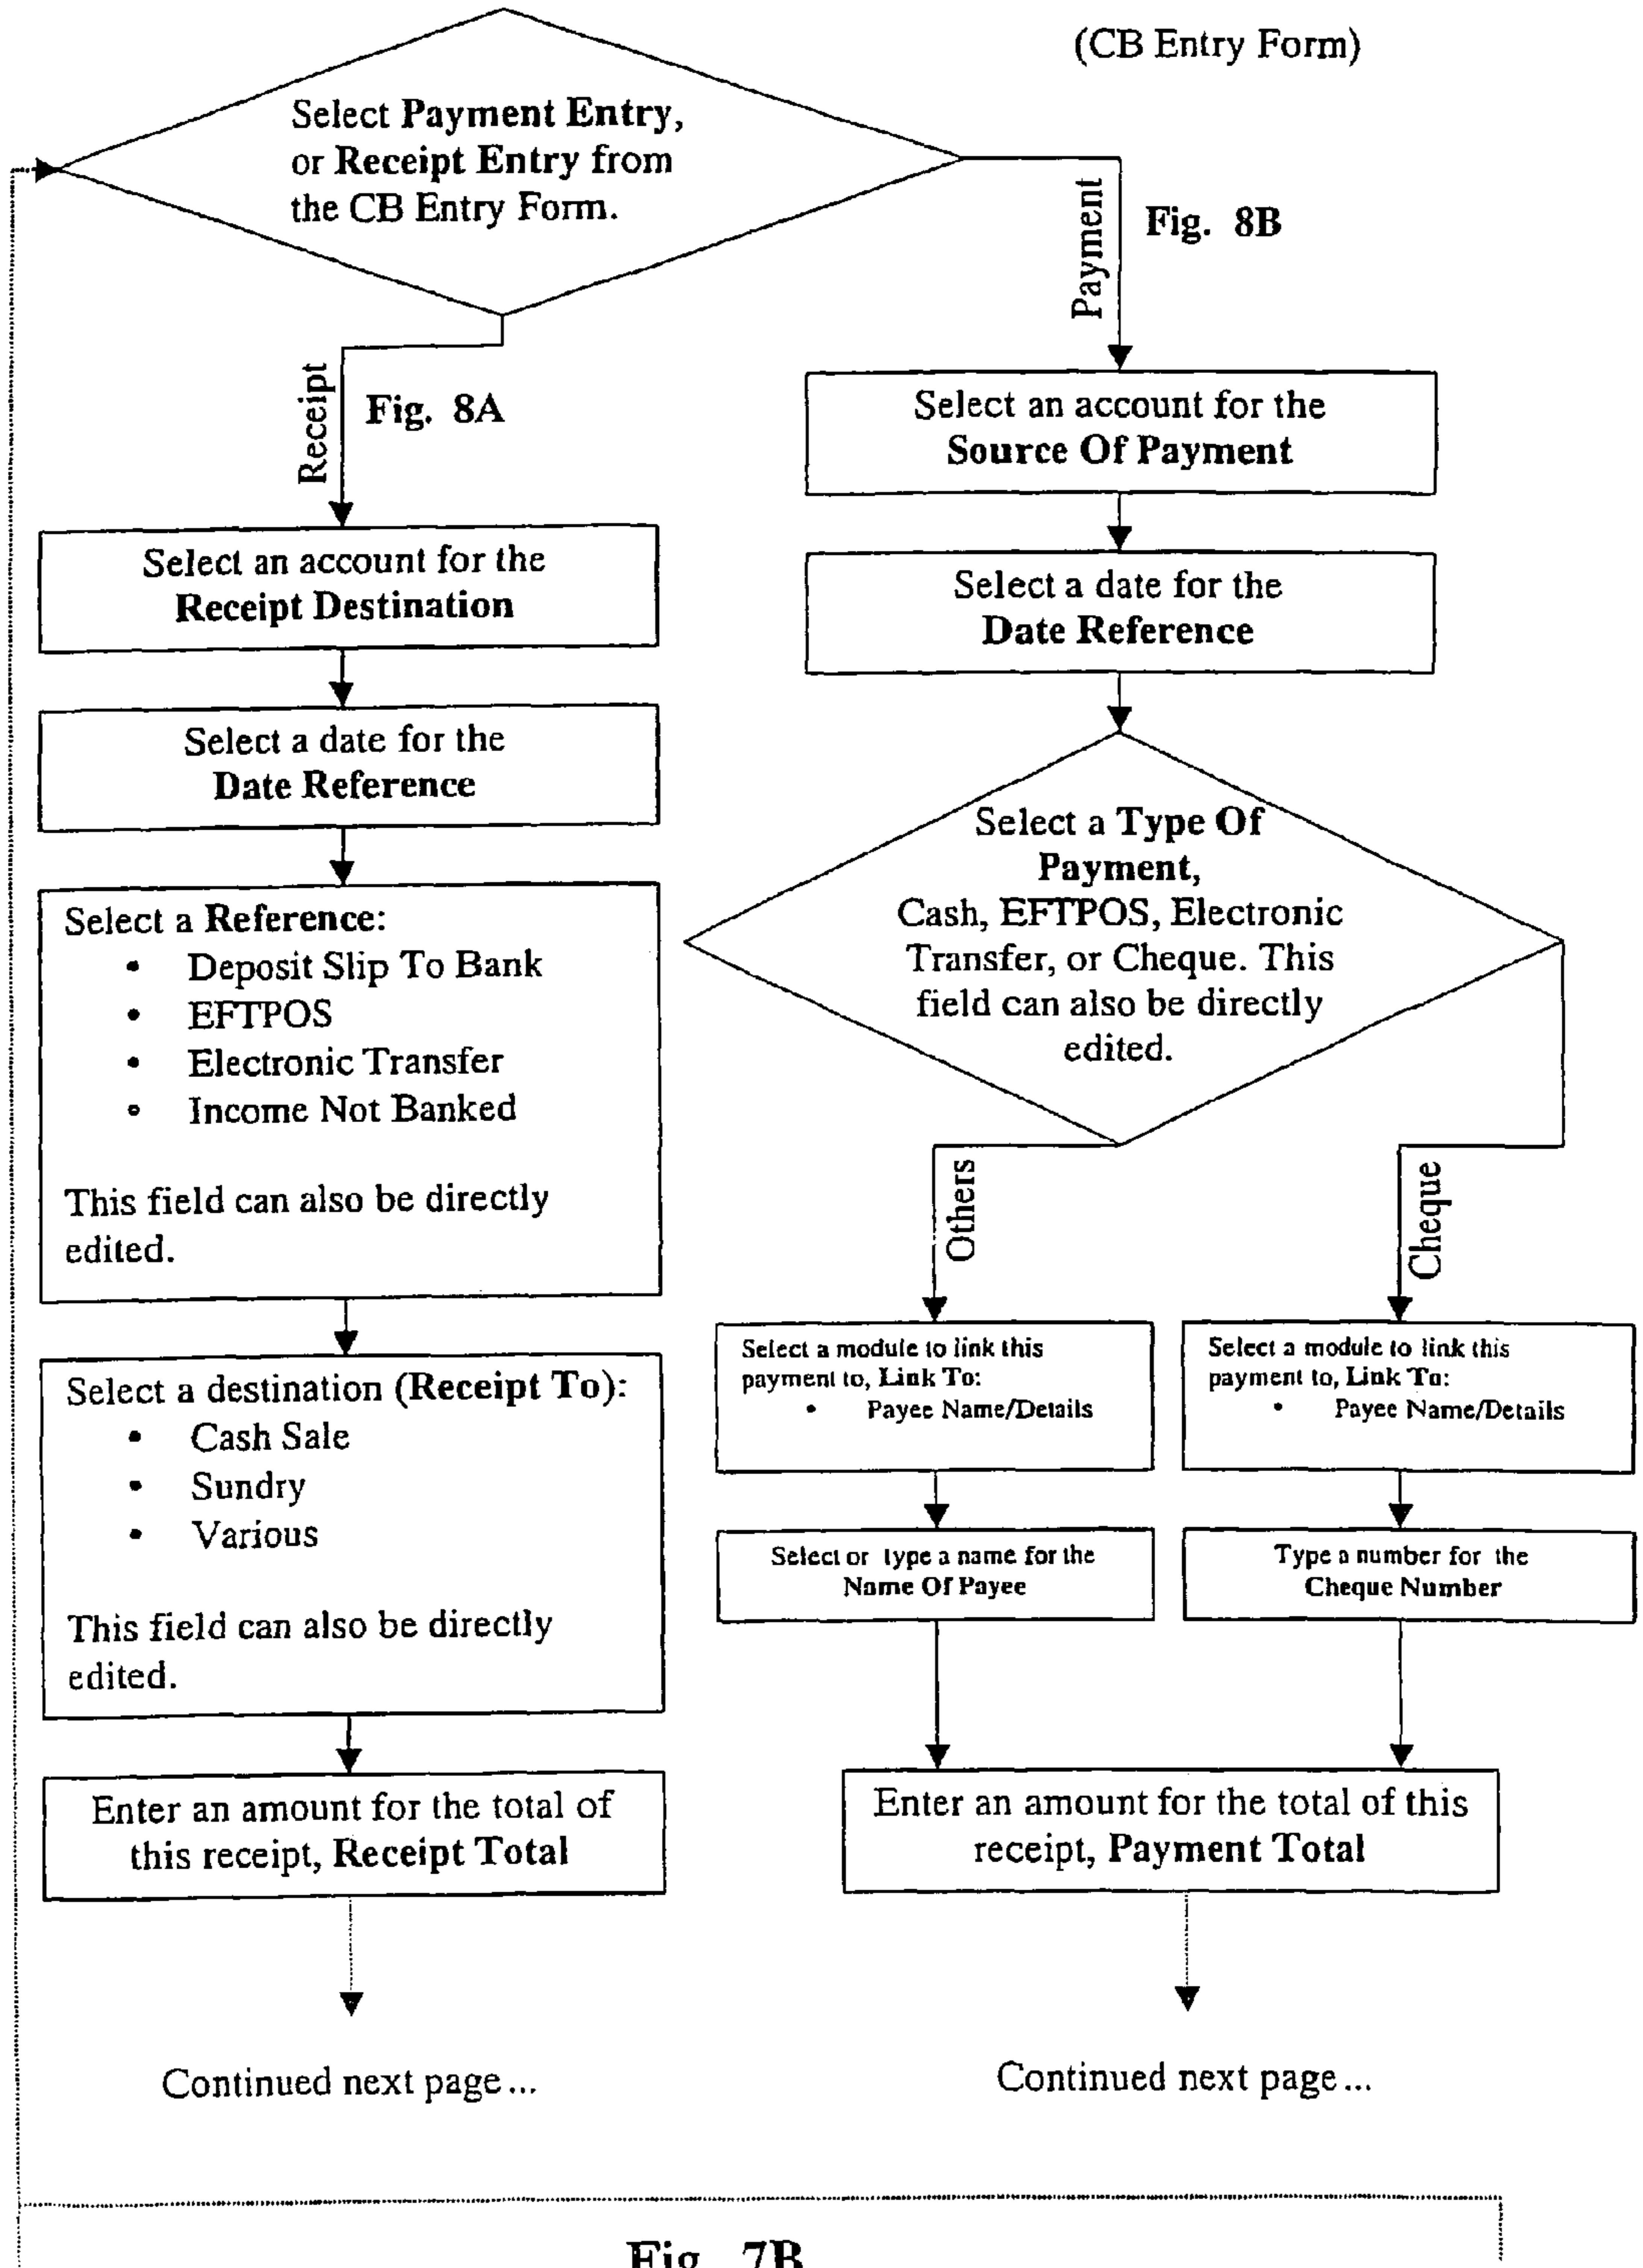 (CB Entry Form)
Select Payment Entry,
or Receipt Entry from
the CB Entry Form.
Payment
Fig. 8B
Receipt
Fig. 8A
Select an account for the
Receipt Destination
Select a date for the
Date Reference
Select a Reference:
• Deposit Slip To Bank
• EFTPOS
• Electronic Transfer
• Income Not Banked
This field can also be directly
edited.
Select a destination (Receipt To):
• Cash Sale
• Sundry
• Various
This field can also be directly
edited.
Enter an amount for the total of
this receipt, Receipt Total
Continued next page...
Select an account for the
Source Of Payment
Select a date for the
Date Reference
Select a Type Of
Payment,
Cash, EFTPOS, Electronic
Transfer, or Cheque. This
field can also be directly
edited.
Others
Cheque
Select a module to link this
payment to, Link To:
• Payee Name/Details
Select or type a name for the
Name Of Payee
Select a module to link this
payment to, Link To:
• Payee Name/Details
Type a number for the
Cheque Number
Enter an amount for the total of this
receipt, Payment Total
Continued next page...
Fig. 7B